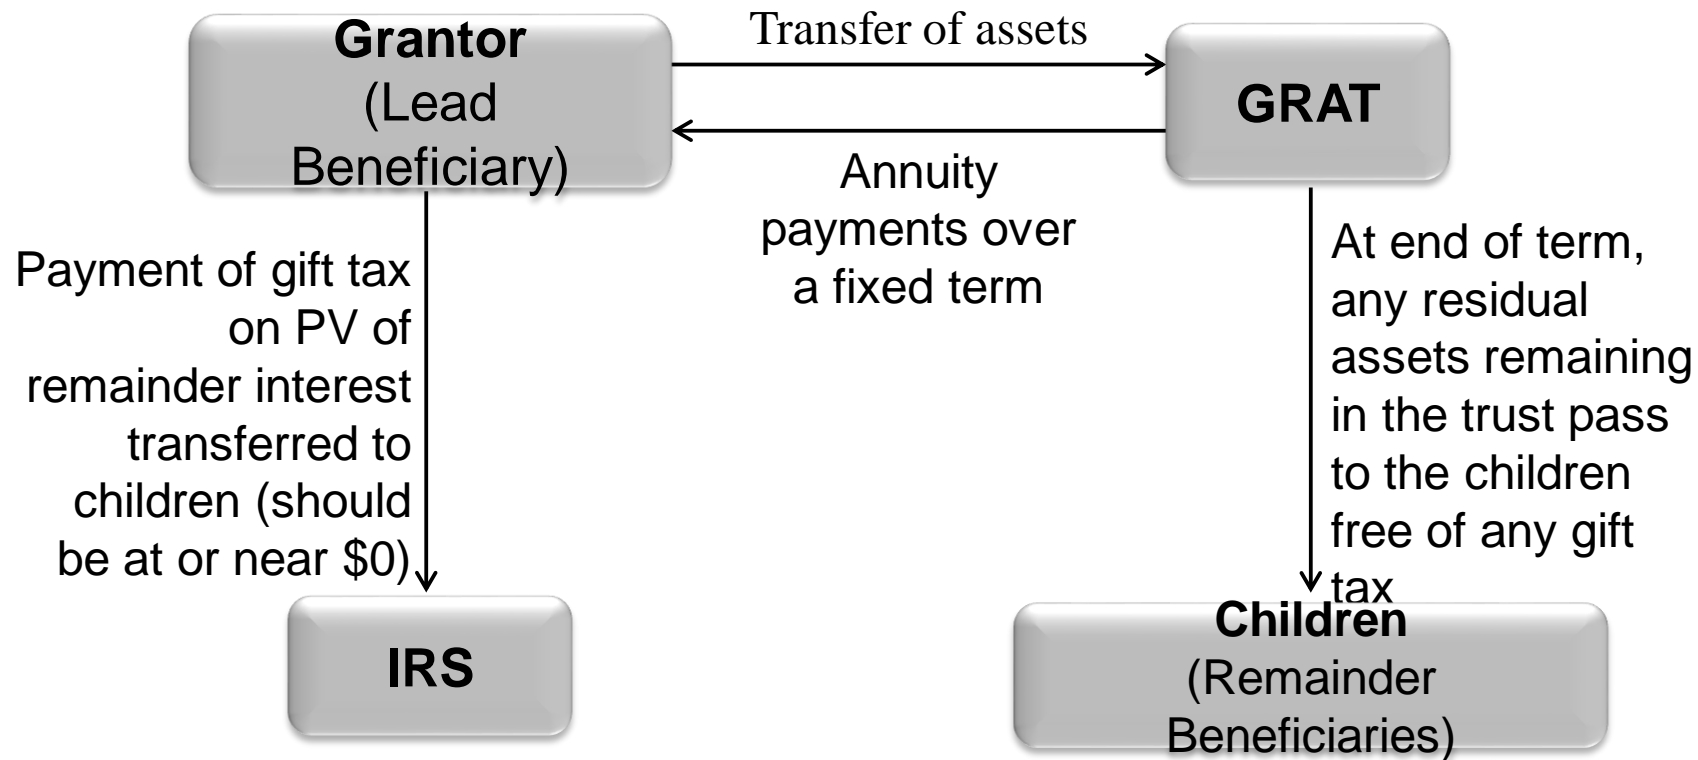 Grantor
(Lead
Beneficiary)
Transfer of assets
GRAT
Annuity
payments over
a fixed term
Payment of gift tax
on PV of
remainder interest
transferred to
children (should
be at or near $0)
At end of term,
any residual
assets remaining
in the trust pass
to the children
free of any gift
tax
IRS
Children
(Remainder
Beneficiaries)